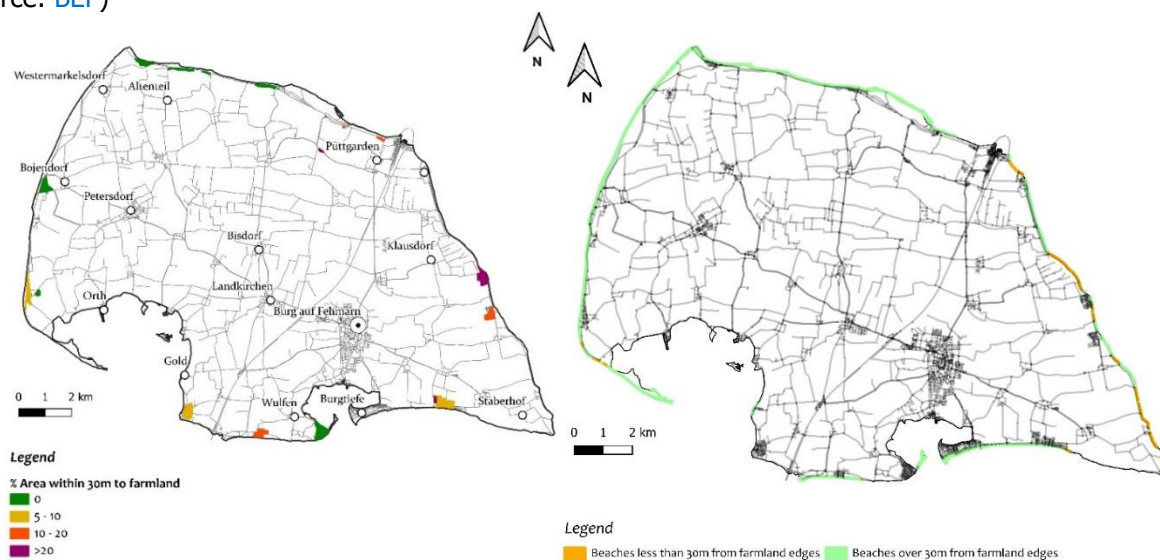 rce: BEF)
N
N
Westermarkelsdorf
Altenteil
Püttgarden
Bojendorf
Petersdorf
Bisdorf
Klausdorf
Landkirchen
Orth
Burg auf Fehmarn
Gold
Wulfen
Burgtiefe
Staberhof
0 1 2 km
0 1 2 km
Legend
% Area within 30m to farmland
0
5 - 10
10 - 20
>20
Legend
Beaches less than 30m from farmland edges
Beaches over 30m from farmland edges